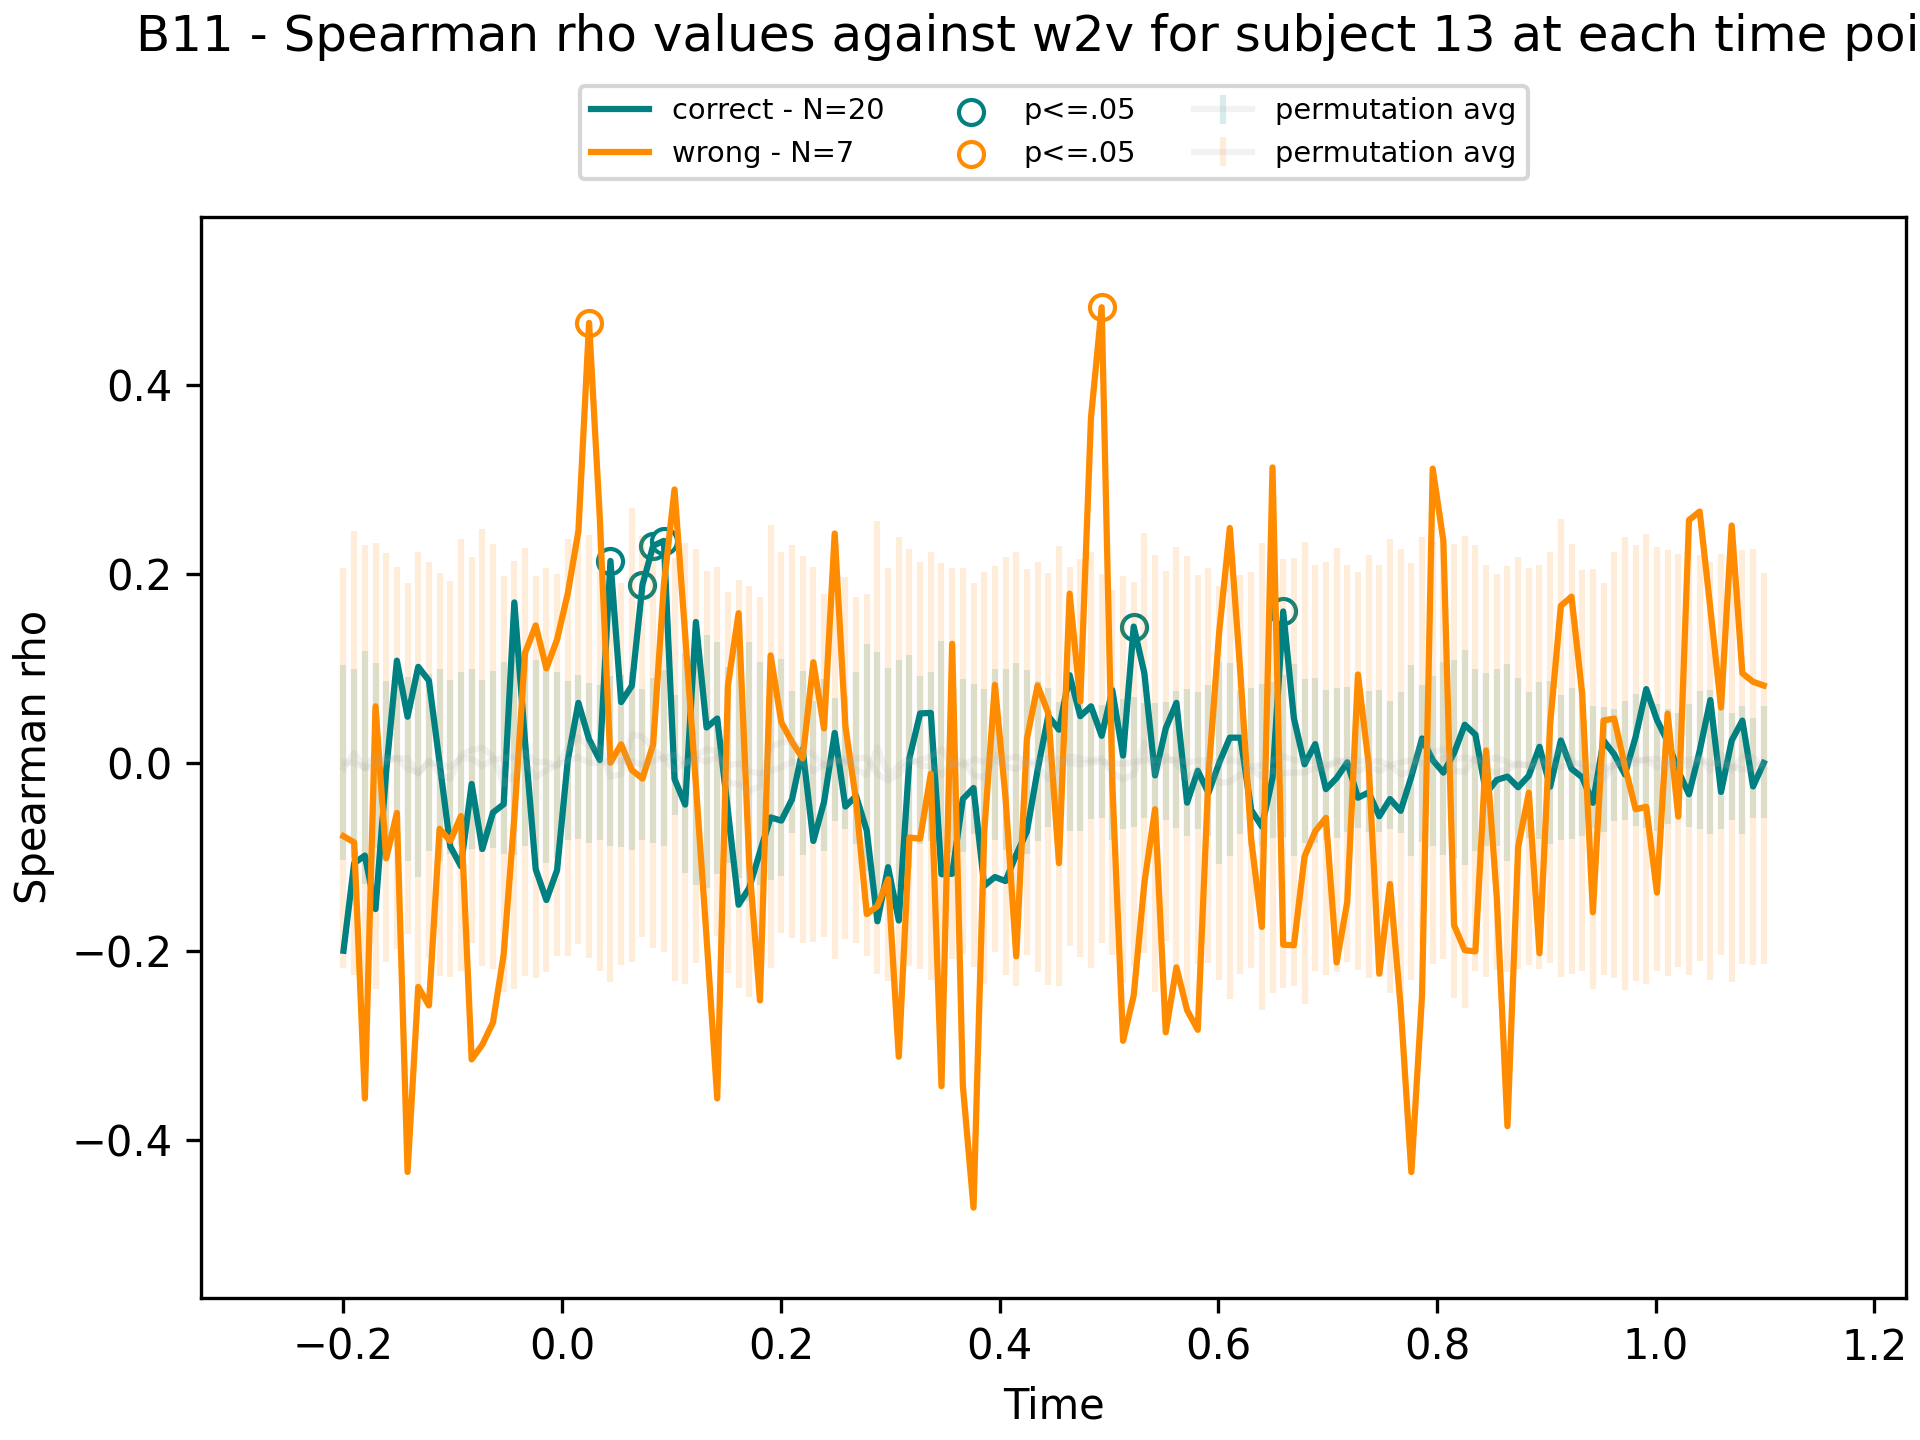 B11 - Spearman rho values against w2v for subject 13 at each time poi
correct - N=20
wrong - N=7
p<=.05
p<=.05
permutation avg
permutation avg
Spearman rho
0.4
0.2
0.0
−0.2
−0.4
−0.2
0.0
0.2
0.4
0.6
0.8
1.0
1.2
Time